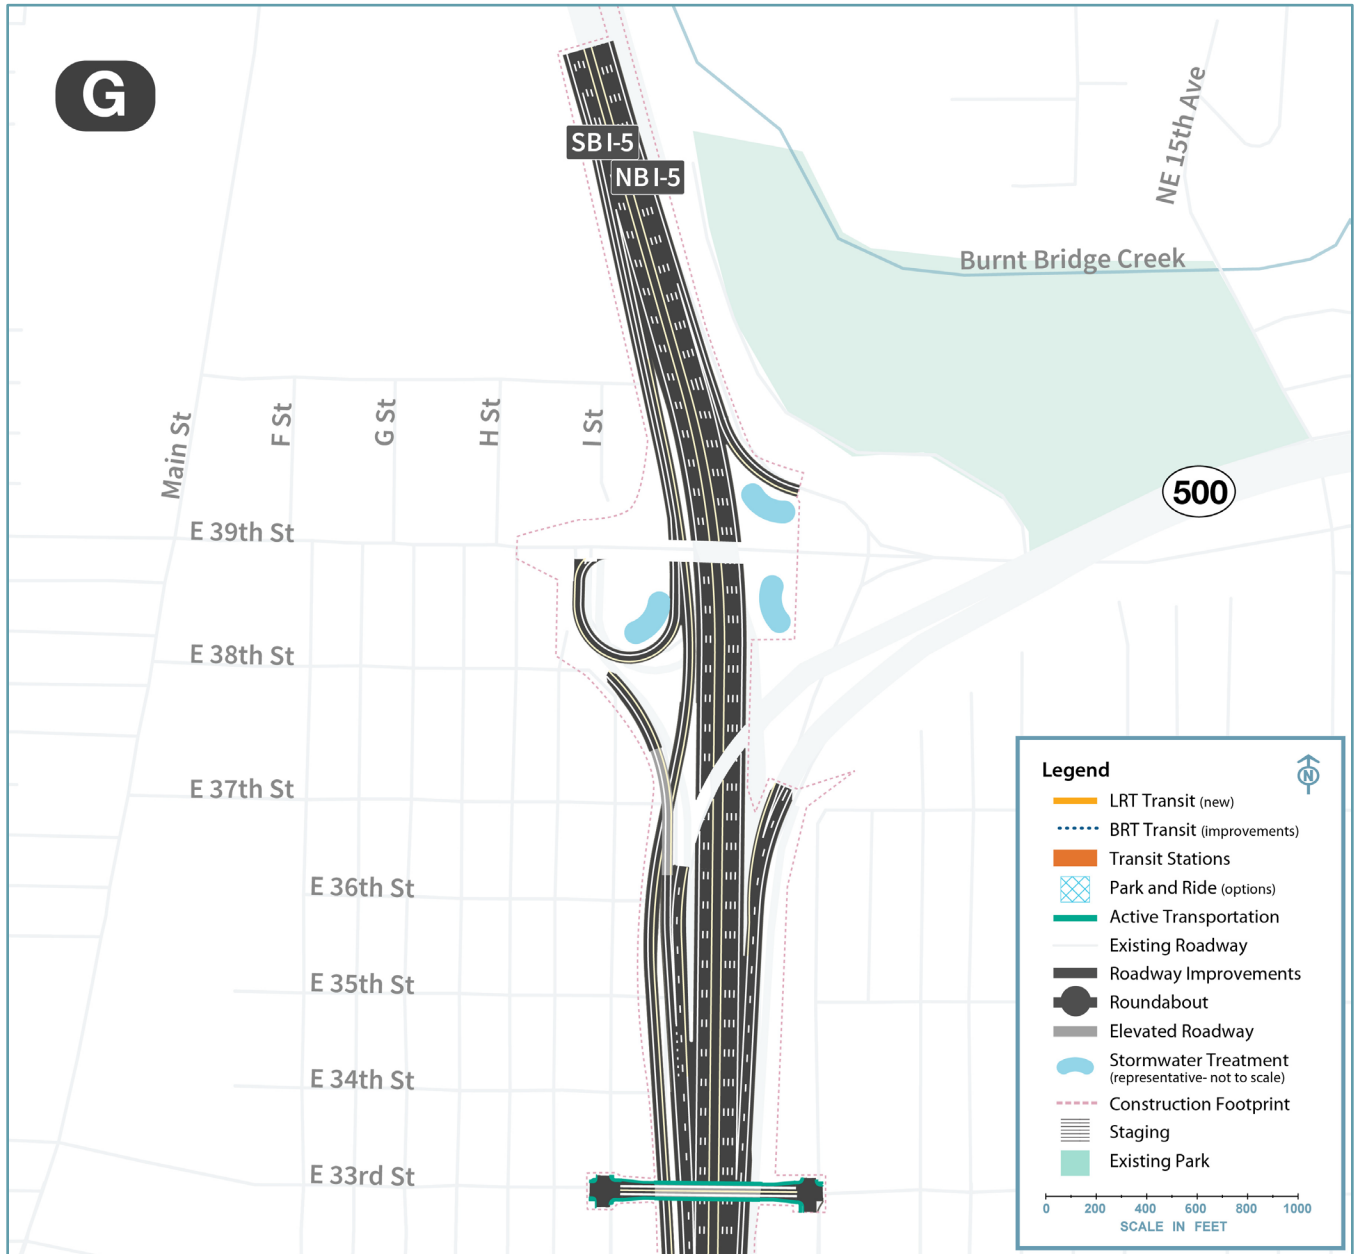 G
SB I-5
NB I-5
NE 15th Ave
Burnt Bridge Creek
Main St
F St
G St
H St
I St
500
E 39th St
E 38th St
E 37th St
E 36th St
E 35th St
E 34th St
E 33rd St
Legend
N
LRT Transit (new)
BRT Transit (improvements)
Transit Stations
Park and Ride (options)
Active Transportation
Existing Roadway
Roadway Improvements
Roundabout
Elevated Roadway
Stormwater Treatment
(representative- not to scale)
Construction Footprint
Staging
Existing Park
0 200 400 600 800 1000
SCALE IN FEET